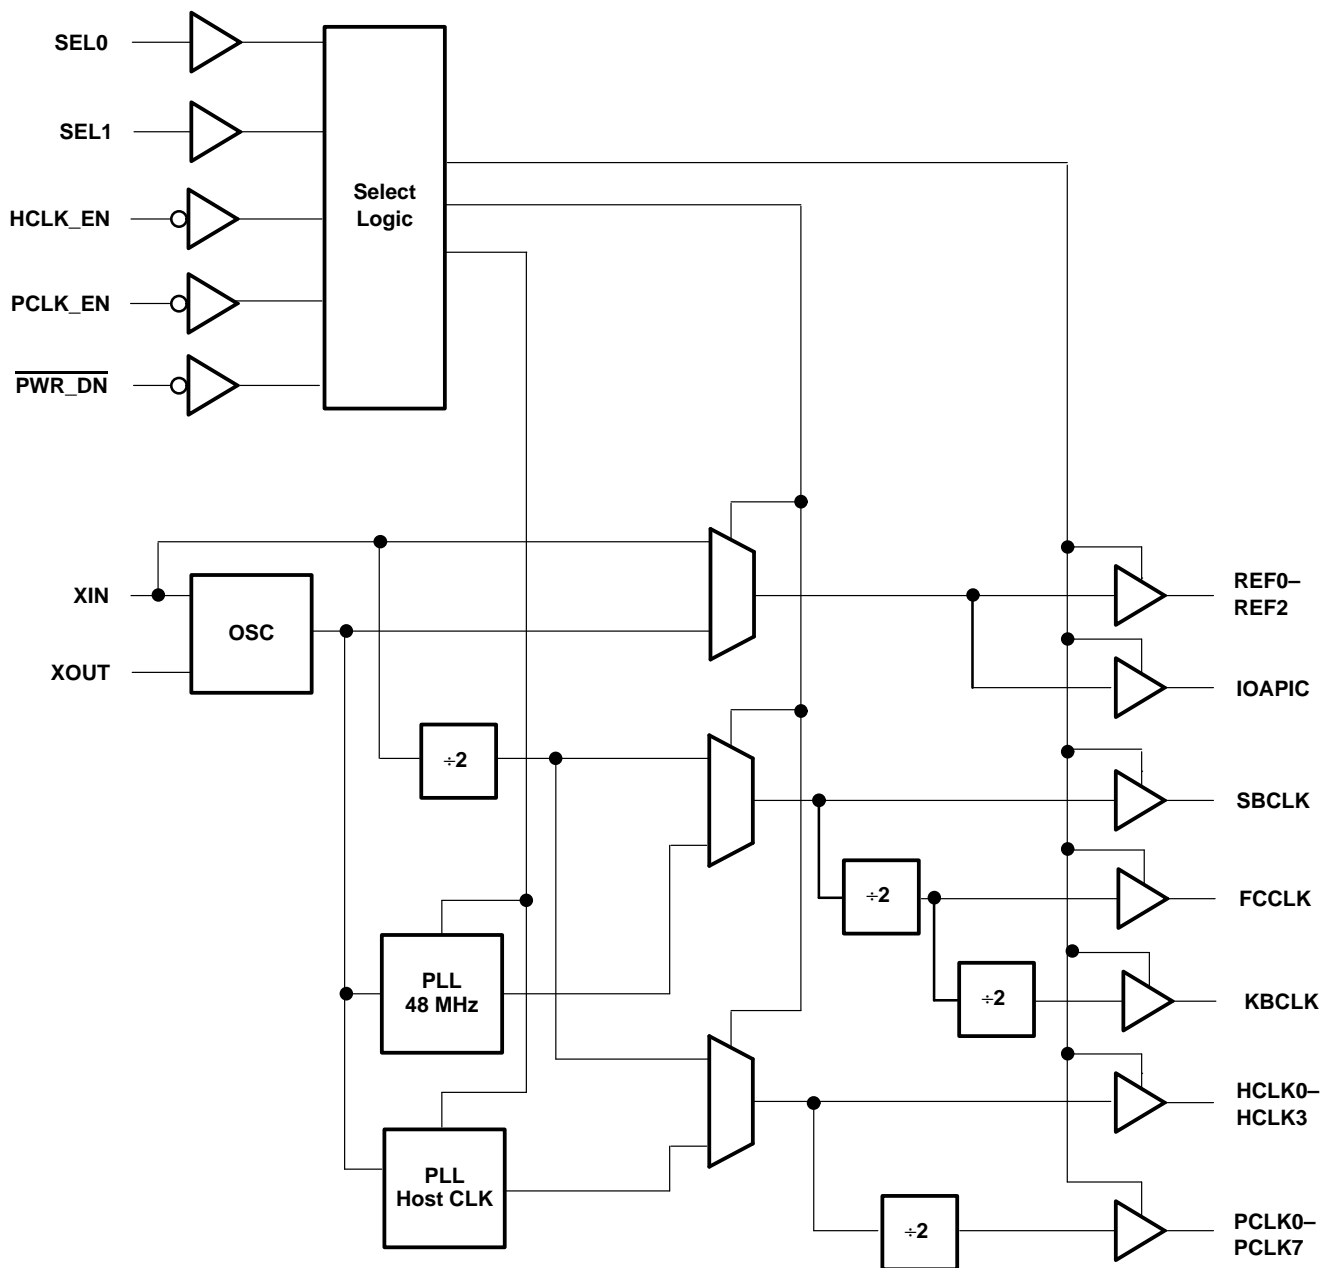 SEL0
SEL1
HCLK_EN
PCLK_EN
PWR_DN
Select
Logic
XIN
XOUT
OSC
REF0–
REF2
IOAPIC
÷2
SBCLK
÷2
FCCLK
PLL
48 MHz
÷2
KBCLK
HCLK0–
HCLK3
PLL
Host CLK
÷2
PCLK0–
PCLK7